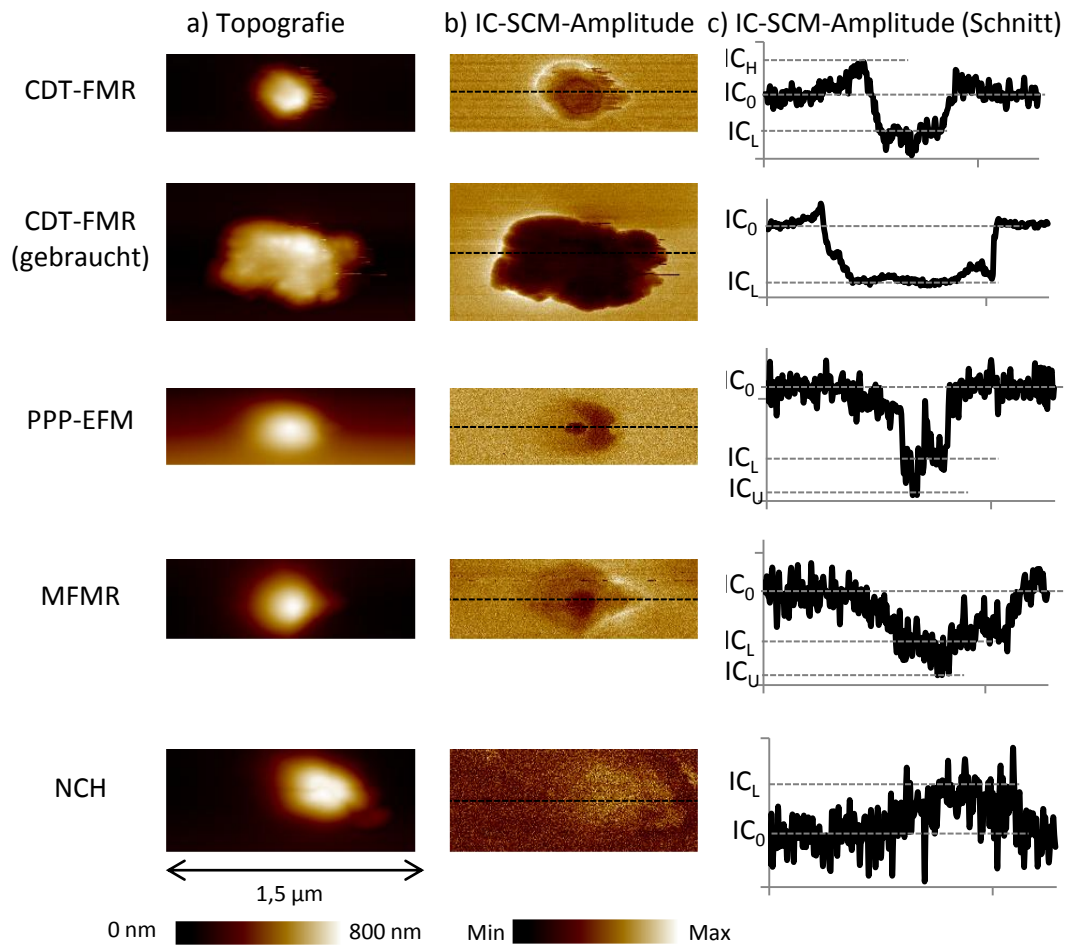 a) Topografie
b) IC-SCM-Amplitude
c) IC-SCM-Amplitude (Schnitt)
CDT-FMR
IC_H
IC_0
IC_L
CDT-FMR
(gebraucht)
IC_0
IC_L
PPP-EFM
IC_0
IC_L
IC_U
MFMR
IC_0
IC_L
IC_U
NCH
IC_L
IC_0
1,5 µm
0 nm
800 nm
Min
Max